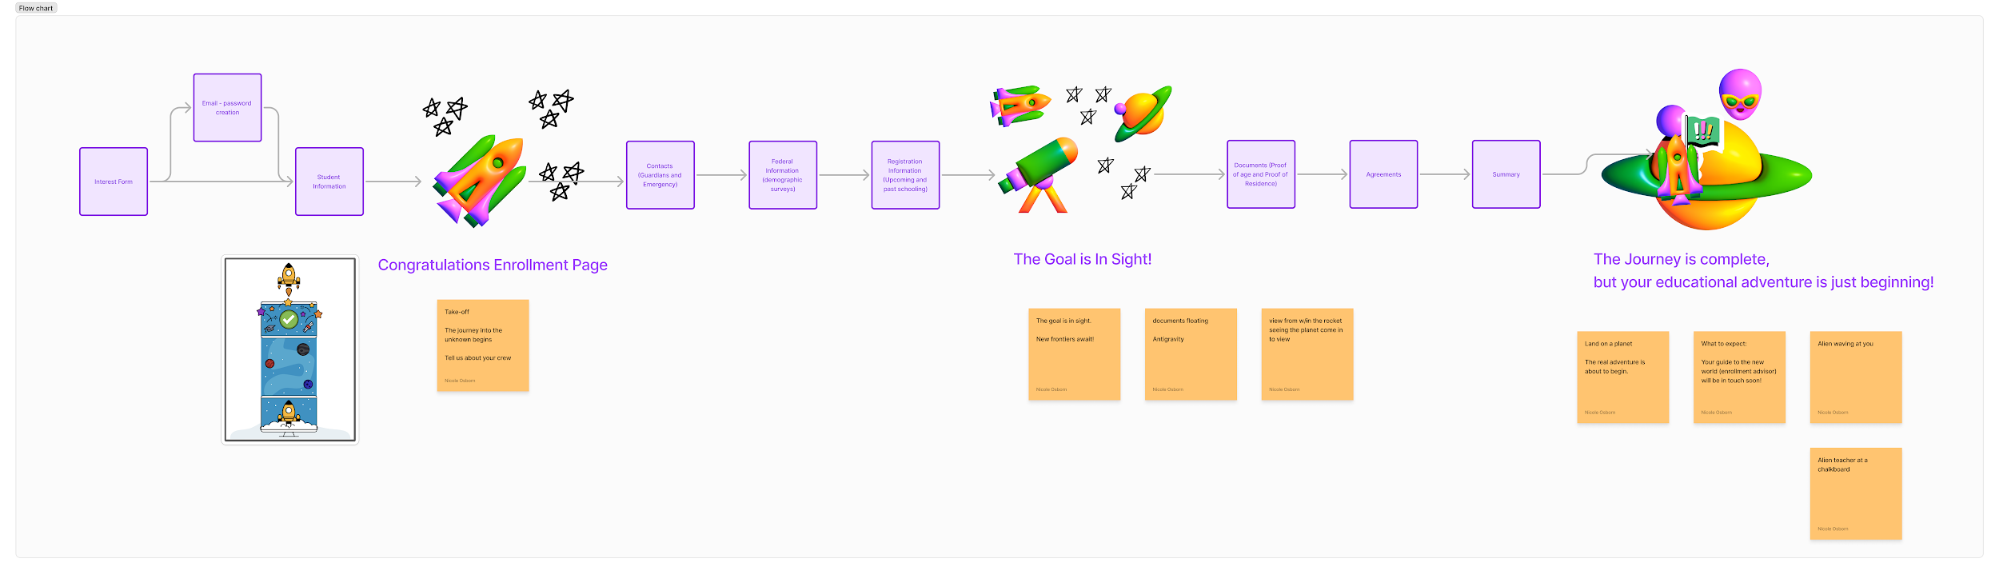 Flow chart
Email - password
creation
Interest Form
Student
Information
Contacts
(Guardians and
Emergency)
Federal
Information
(demographic
surveys)
Registration
Information
(Upcoming and
past schooling)
Documents (Proof
of age and Proof of
Residence)
Agreements
Summary
!!!
Congratulations Enrollment Page
The Goal is In Sight!
The Journey is complete,
but your educational adventure is just beginning!
Take-off
The journey into the
unknown begins
Tell us about your crew
Nicole Osborn
The goal is in sight.
New frontiers await!
Nicole Osborn
documents floating
Antigravity
Nicole Osborn
view from w/in the rocket
seeing the planet come in
to view
Nicole Osborn
Land on a planet
The real adventure is
about to begin.
Nicole Osborn
What to expect:
Your guide to the new
world (enrollment advisor)
will be in touch soon!
Nicole Osborn
Alien waving at you
Nicole Osborn
Alien teacher at a
chalkboard
Nicole Osborn